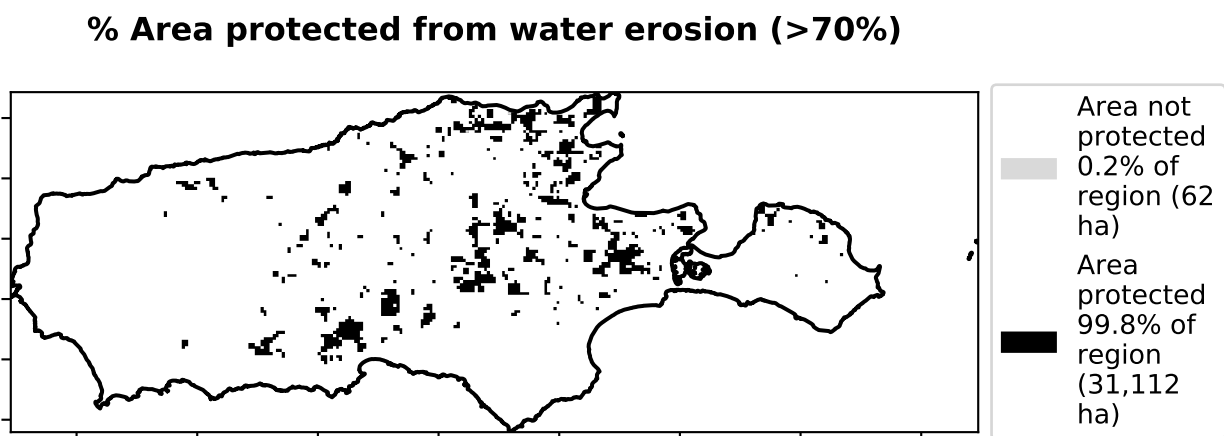 % Area protected from water erosion (>70%)
Area not
protected
0.2% of
region (62
ha)
Area
protected
99.8% of
region
(31,112
ha)